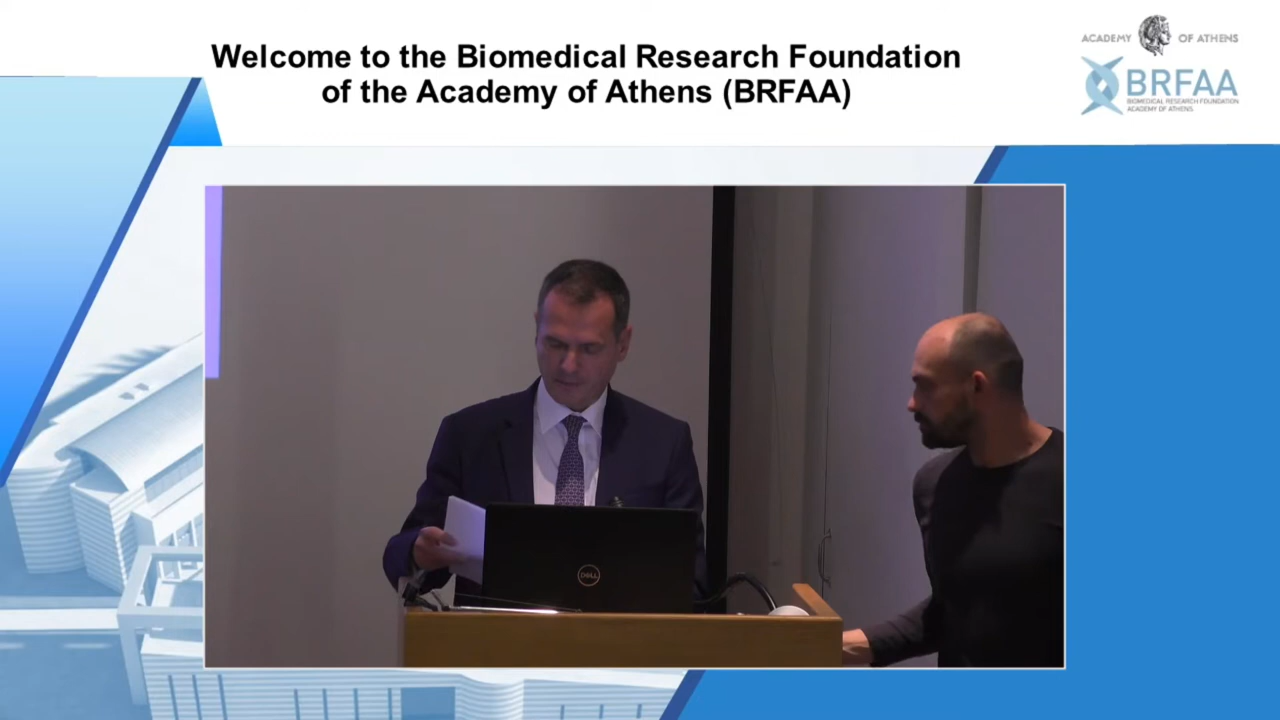 Welcome to the Biomedical Research Foundation
of the Academy of Athens (BRFAA)
ACADEMY OF ATHENS
BRFAA
BIOMEDICAL RESEARCH FOUNDATION
ACADEMY OF ATHENS
DELL